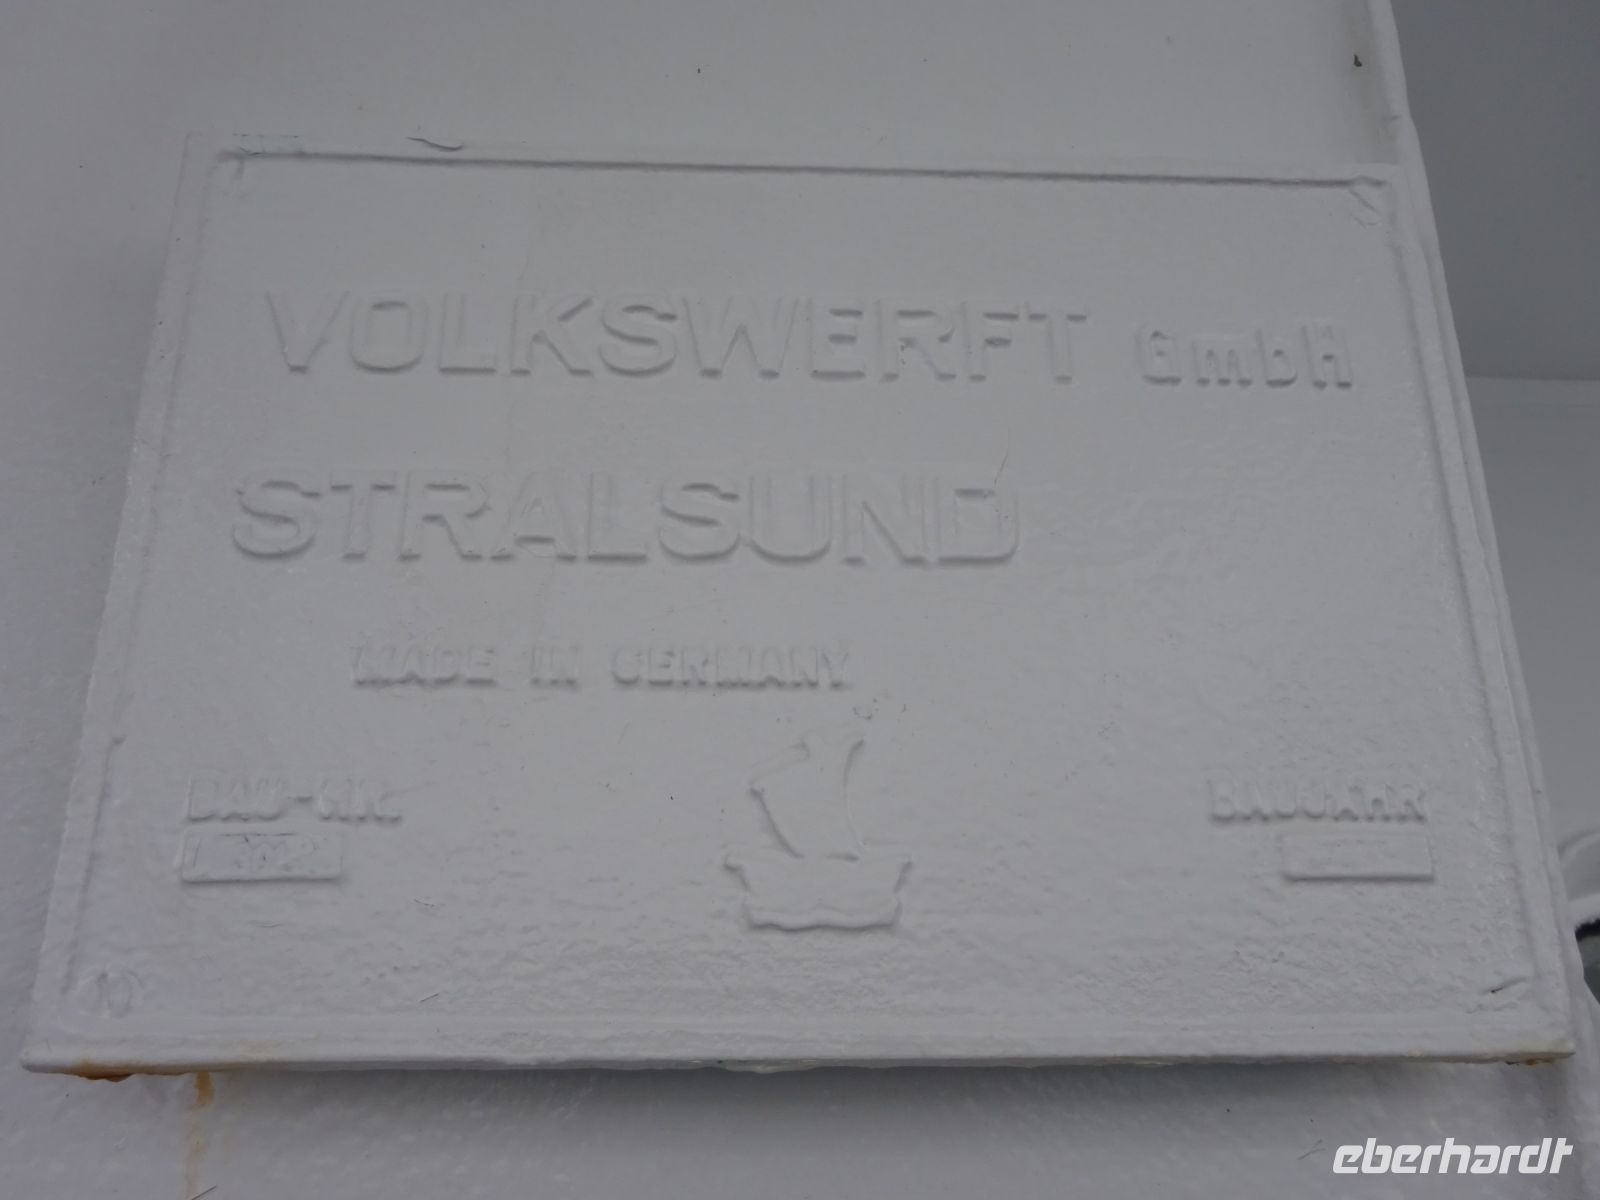 VOLKSWERFT GmbH
STRALSUND
MADE IN GERMANY
BAU-NR.
BAUJAHR
eberhardt